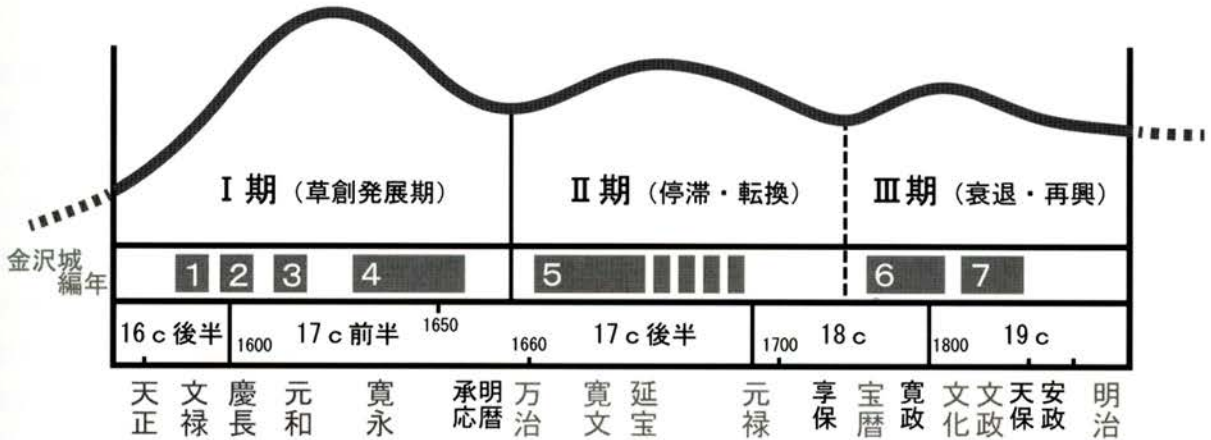 Ⅰ期（草創発展期）
Ⅱ期（停滞・転換）
Ⅲ期（衰退・再興）
金沢城
編年
1 2 3 4 5 6 7
16c後半 1600 17c前半 1650 1660 17c後半 1700 18c 1800 19c
天正 文禄 慶長 元和 寛永 承応 明暦 万治 寛文 延宝 元禄 享保 宝暦 寛政 文化 文政 天保 安政 明治